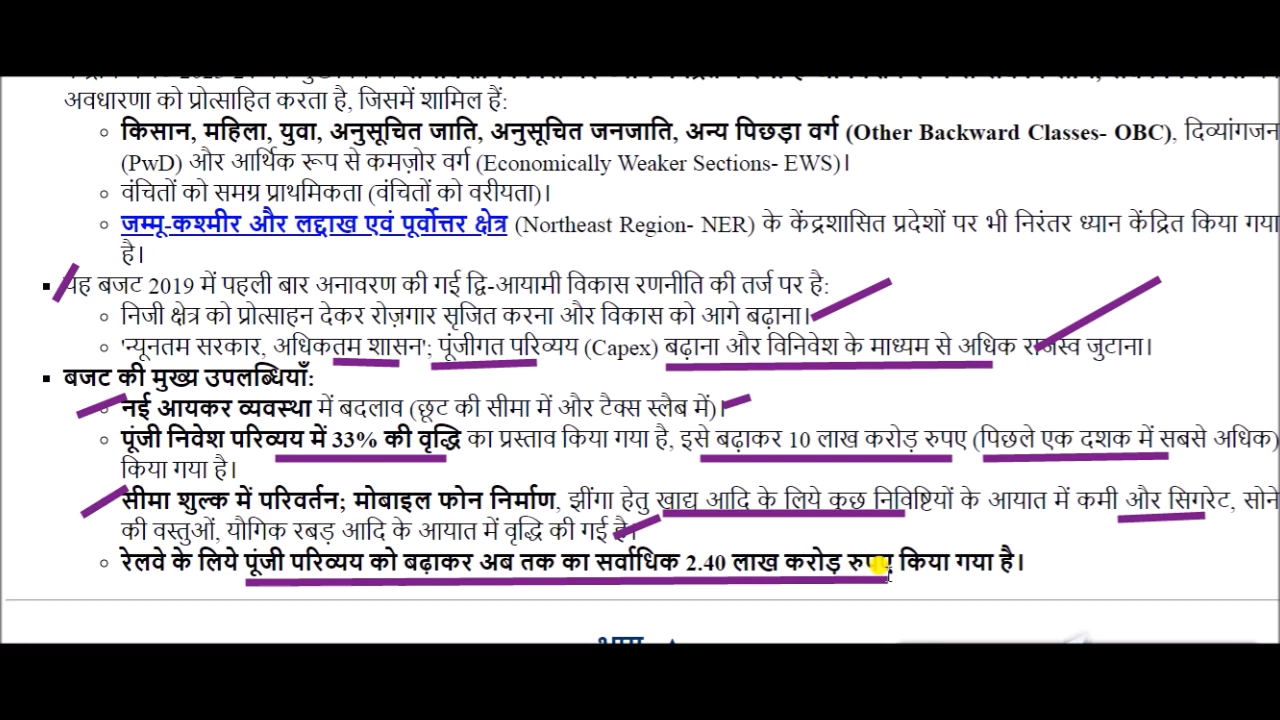 अवधारणा को प्रोत्साहित करता है, जिसमें शामिल हैं:
किसान, महिला, युवा, अनुसूचित जाति, अनुसूचित जनजाति, अन्य पिछड़ा वर्ग (Other Backward Classes- OBC), दिव्यांगजन
(PwD) और आर्थिक रूप से कमज़ोर वर्ग (Economically Weaker Sections- EWS)।
वंचितों को समग्र प्राथमिकता (वंचितों को वरीयता)।
जम्मू-कश्मीर और लद्दाख एवं पूर्वोत्तर क्षेत्र (Northeast Region- NER) के केंद्रशासित प्रदेशों पर भी निरंतर ध्यान केंद्रित किया गया
है।
यह बजट 2019 में पहली बार अनावरण की गई द्वि-आयामी विकास रणनीति की तर्ज पर है:
निजी क्षेत्र को प्रोत्साहन देकर रोज़गार सृजित करना और विकास को आगे बढ़ाना।
'न्यूनतम सरकार, अधिकतम शासन'; पूंजीगत परिव्यय (Capex) बढ़ाना और विनिवेश के माध्यम से अधिक राजस्व जुटाना।
बजट की मुख्य उपलब्धियाँ:
नई आयकर व्यवस्था में बदलाव (छूट की सीमा में और टैक्स स्लैब में)।
पूंजी निवेश परिव्यय में 33% की वृद्धि का प्रस्ताव किया गया है, इसे बढ़ाकर 10 लाख करोड़ रुपए (पिछले एक दशक में सबसे अधिक)
किया गया है।
सीमा शुल्क में परिवर्तन; मोबाइल फोन निर्माण, झींगा हेतु खाद्य आदि के लिये कुछ निविष्टियों के आयात में कमी और सिगरेट, सोने
की वस्तुओं, यौगिक रबड़ आदि के आयात में वृद्धि की गई है।
रेलवे के लिये पूंजी परिव्यय को बढ़ाकर अब तक का सर्वाधिक 2.40 लाख करोड़ रुपए किया गया है।